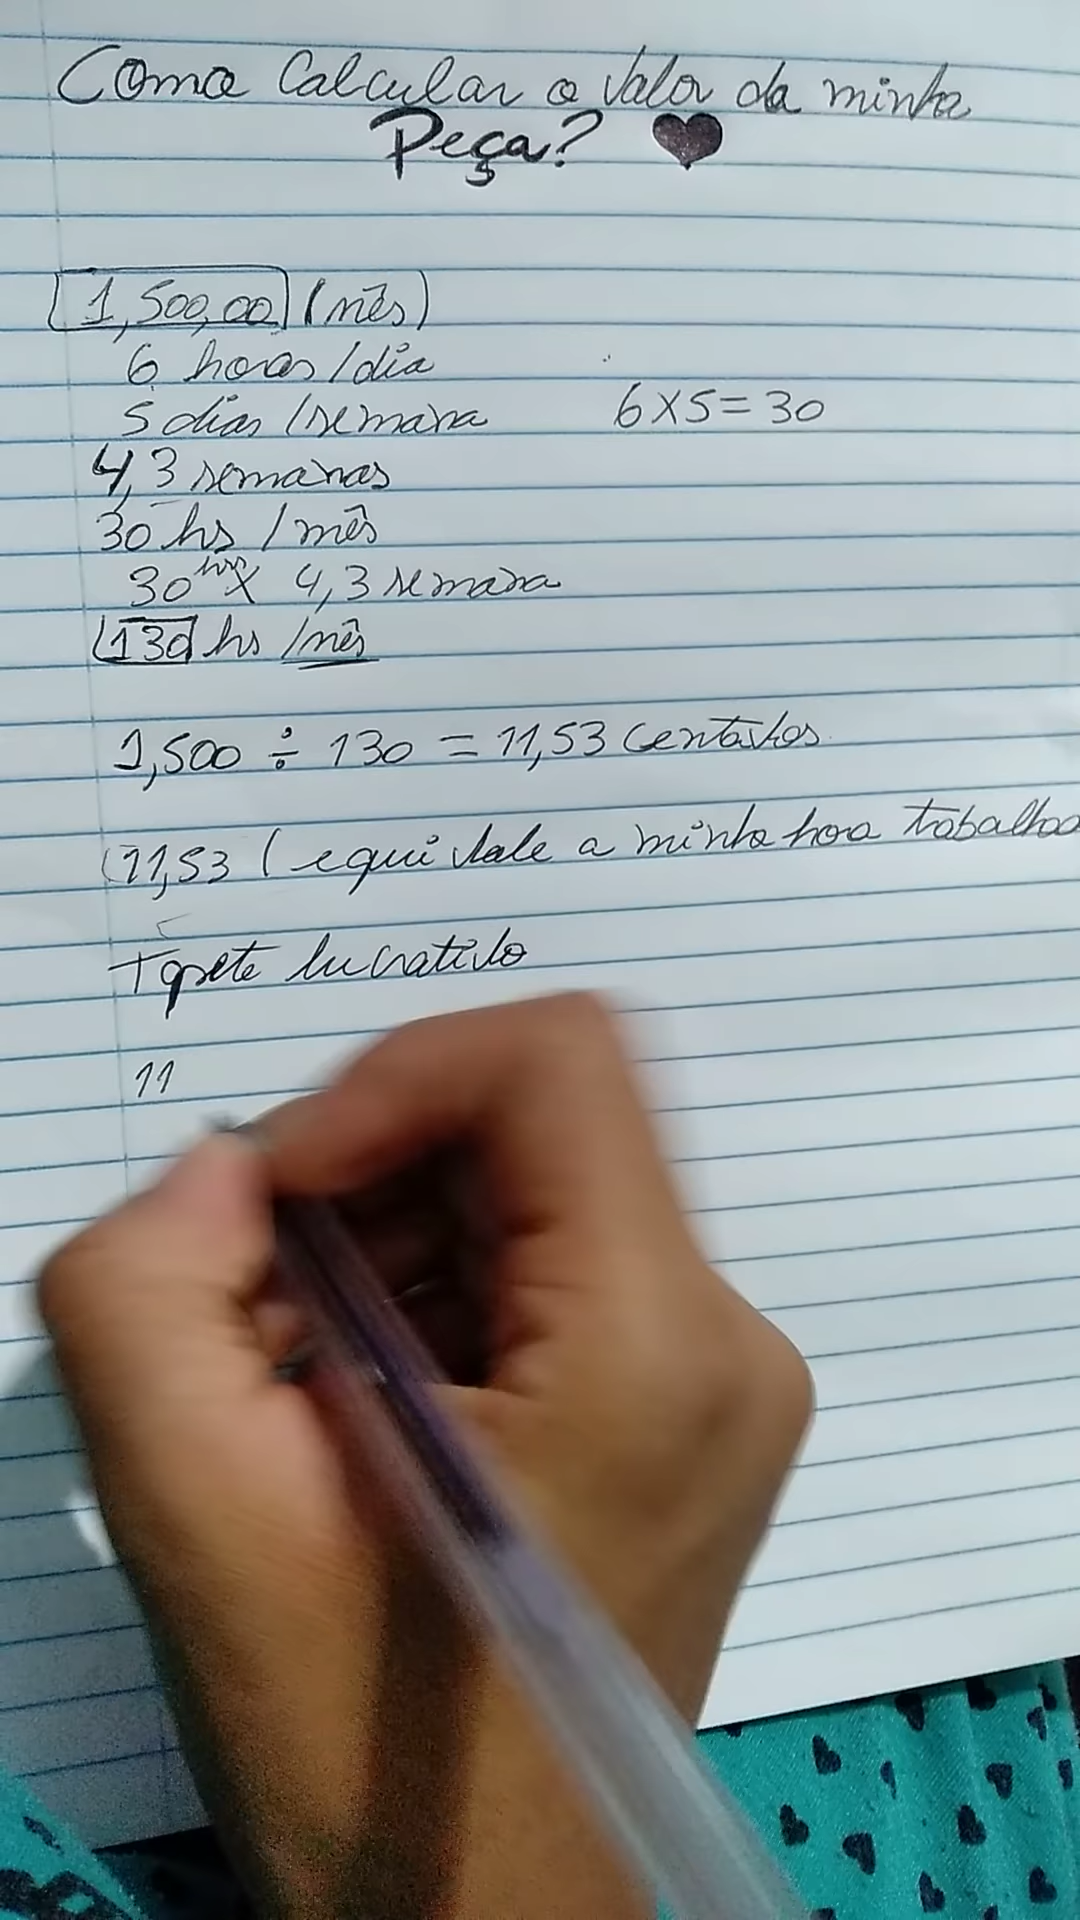 Como Calcular o valor da minha
Peça? ♥
1,500,00 (mês)
6 horas/dia
5 dias/semana 6x5=30
4,3 semanas
30 hs/mês
30 hrs x 4,3 semana
130 hs/mês
1,500 ÷ 130 = 11,53 centavos.
11,53 (equivale a minha hora trabalhad
Tapete lucrativo
11